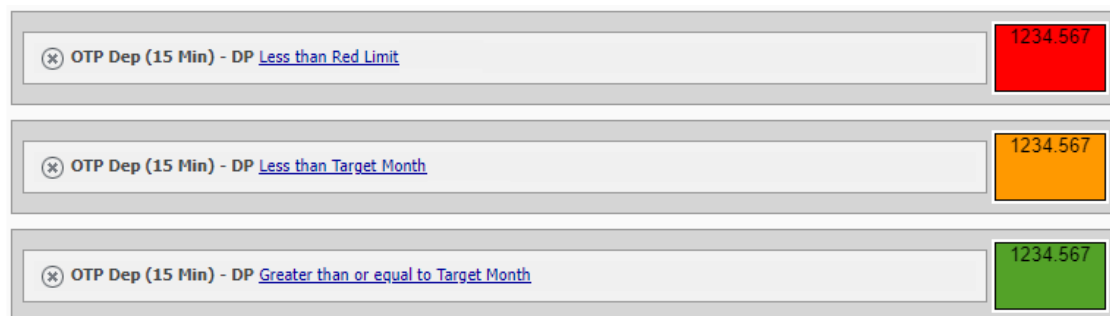 OTP Dep (15 Min) - DP Less than Red Limit 1234.567
OTP Dep (15 Min) - DP Less than Target Month 1234.567
OTP Dep (15 Min) - DP Greater than or equal to Target Month 1234.567